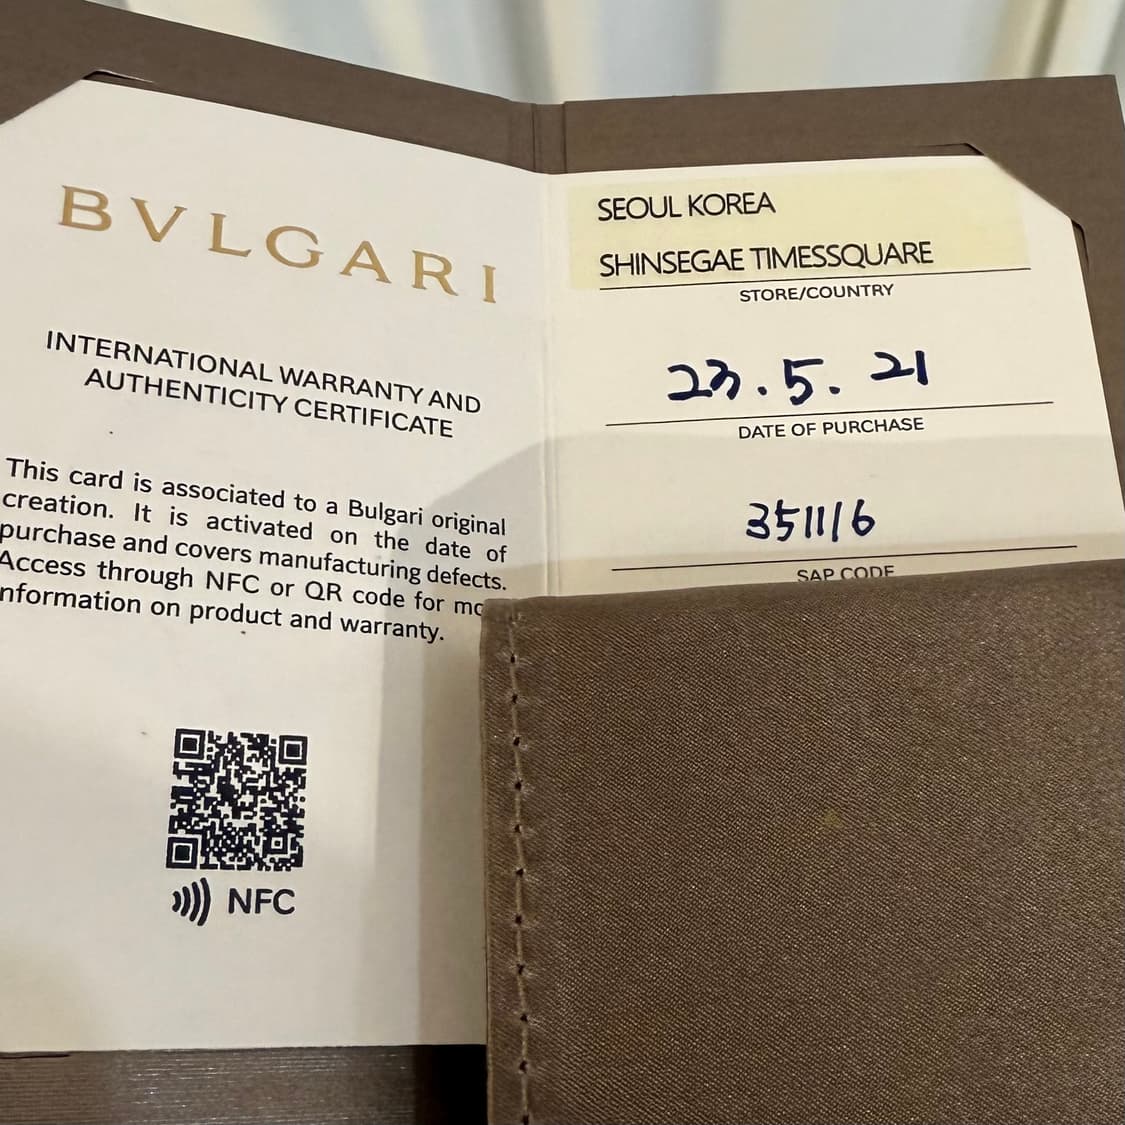 BVLGARI
INTERNATIONAL WARRANTY AND
AUTHENTICITY CERTIFICATE
This card is associated to a Bulgari original
creation. It is activated on the date of
purchase and covers manufacturing defects.
Access through NFC or QR code for mo
nformation on product and warranty.
NFC
SEOUL KOREA
SHINSEGAE TIMESSQUARE
STORE/COUNTRY
23.5.21
DATE OF PURCHASE
351116
SAP CODE